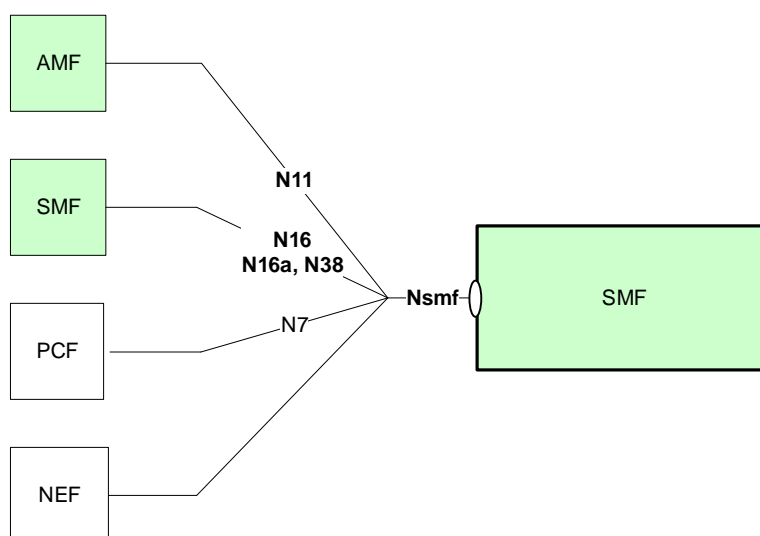 AMF
N11
SMF
N16
N16a, N38
Nsmf
SMF
PCF
N7
NEF